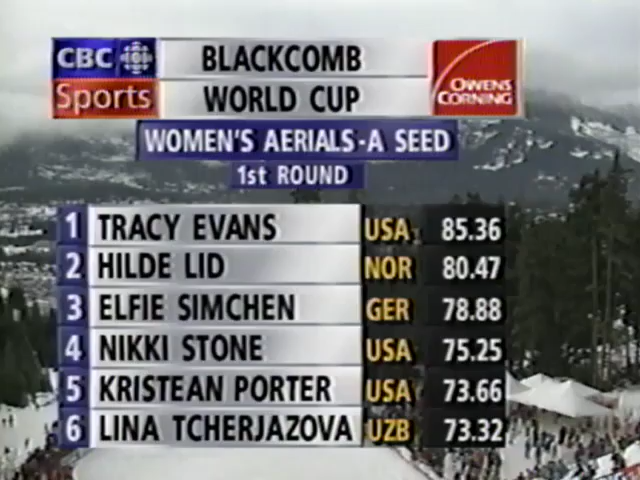 CBC Sports
BLACKCOMB
WORLD CUP
OWENS
CORNING
WOMEN'S AERIALS - A SEED
1st ROUND
1 TRACY EVANS USA 85.36
2 HILDE LID NOR 80.47
3 ELFIE SIMCHEN GER 78.88
4 NIKKI STONE USA 75.25
5 KRISTEAN PORTER USA 73.66
6 LINA TCHERJAZOVA UZB 73.32